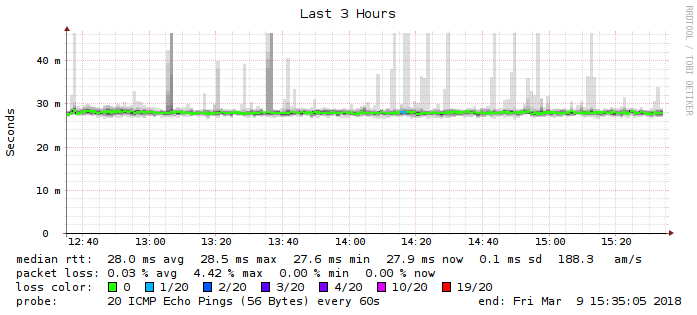 Last 3 Hours
RRDTOOL / TOBI OETIKER
Seconds
40 m
30 m
20 m
10 m
0
12:40 13:00 13:20 13:40 14:00 14:20 14:40 15:00 15:20
median rtt: 28.0 ms avg 28.5 ms max 27.6 ms min 27.9 ms now 0.1 ms sd 188.3 am/s
packet loss: 0.03 % avg 4.42 % max 0.00 % min 0.00 % now
loss color: 0 1/20 2/20 3/20 4/20 10/20 19/20
probe: 20 ICMP Echo Pings (56 Bytes) every 60s end: Fri Mar 9 15:35:05 2018